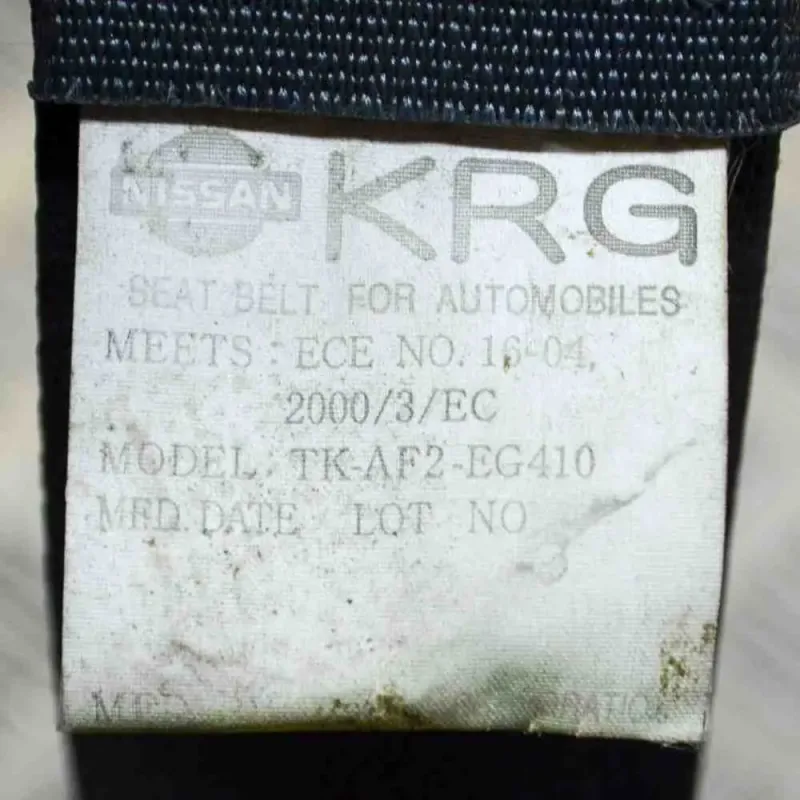 NISSAN KRG
SEAT BELT FOR AUTOMOBILES
MEETS : ECE NO. 16-04,
2000/3/EC
MODEL. TK-AF2-EG410
MFD. DATE LOT NO